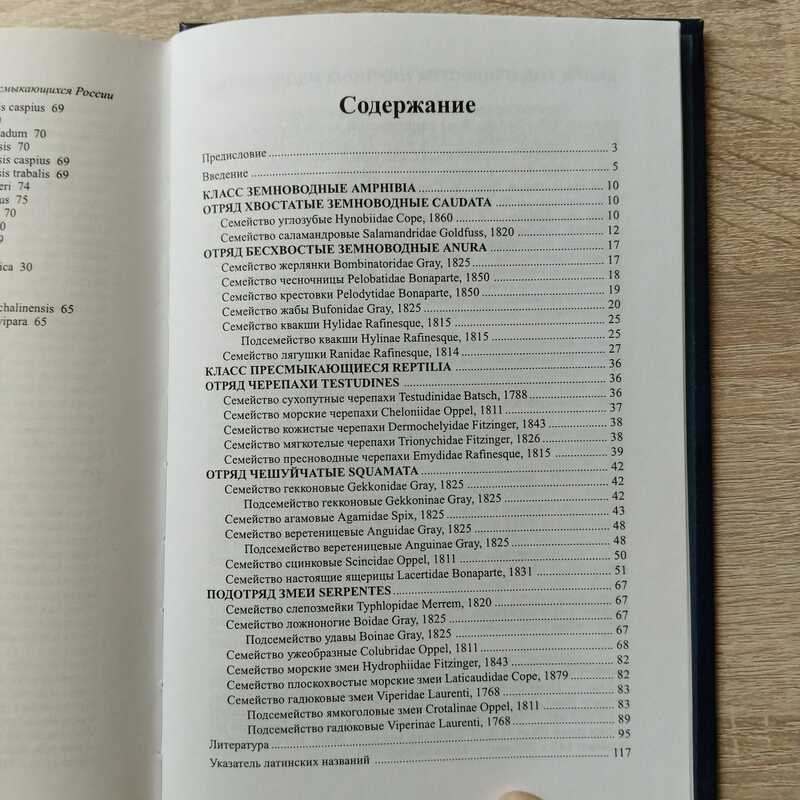 смыкающихся России
s caspius 69
adum 70
sis 70
sis caspius 69
sis trabalis 69
eri 74
us 75
70
0
9
ica 30
chalinensis 65
vipara 65
Содержание
Предисловие 3
Введение 5
КЛАСС ЗЕМНОВОДНЫЕ AMPHIBIA 10
ОТРЯД ХВОСТАТЫЕ ЗЕМНОВОДНЫЕ CAUDATA 10
Семейство углозубые Hynobiidae Cope, 1860 10
Семейство саламандровые Salamandridae Goldfuss, 1820 12
ОТРЯД БЕСХВОСТЫЕ ЗЕМНОВОДНЫЕ ANURA 17
Семейство жерлянки Bombinatoridae Gray, 1825 17
Семейство чесночницы Pelobatidae Bonaparte, 1850 18
Семейство крестовки Pelodytidae Bonaparte, 1850 19
Семейство жабы Bufonidae Gray, 1825 20
Семейство квакши Hylidae Rafinesque, 1815 25
Подсемейство квакши Hylinae Rafinesque, 1815 25
Семейство лягушки Ranidae Rafinesque, 1814 27
КЛАСС ПРЕСМЫКАЮЩИЕСЯ REPTILIA 36
ОТРЯД ЧЕРЕПАХИ TESTUDINES 36
Семейство сухопутные черепахи Testudinidae Batsch, 1788 36
Семейство морские черепахи Cheloniidae Oppel, 1811 37
Семейство кожистые черепахи Dermochelyidae Fitzinger, 1843 38
Семейство мягкотелые черепахи Trionychidae Fitzinger, 1826 38
Семейство пресноводные черепахи Emydidae Rafinesque, 1815 39
ОТРЯД ЧЕШУЙЧАТЫЕ SQUAMATA 42
Семейство гекконовые Gekkonidae Gray, 1825 42
Подсемейство гекконовые Gekkoninae Gray, 1825 42
Семейство агамовые Agamidae Spix, 1825 43
Семейство веретеницевые Anguidae Gray, 1825 48
Подсемейство веретеницевые Anguinae Gray, 1825 48
Семейство сцинковые Scincidae Oppel, 1811 50
Семейство настоящие ящерицы Lacertidae Bonaparte, 1831 51
ПОДОТРЯД ЗМЕИ SERPENTES 67
Семейство слепозмейки Typhlopidae Merrem, 1820 67
Семейство ложноногие Boidae Gray, 1825 67
Подсемейство удавы Boinae Gray, 1825 67
Семейство ужеобразные Colubridae Oppel, 1811 68
Семейство морские змеи Hydrophiidae Fitzinger, 1843 82
Семейство плоскохвостые морские змеи Laticaudidae Cope, 1879 82
Семейство гадюковые змеи Viperidae Laurenti, 1768 83
Подсемейство ямкоголовые змеи Crotalinae Oppel, 1811 83
Подсемейство гадюковые Viperinae Laurenti, 1768 89
Литература 95
Указатель латинских названий 117